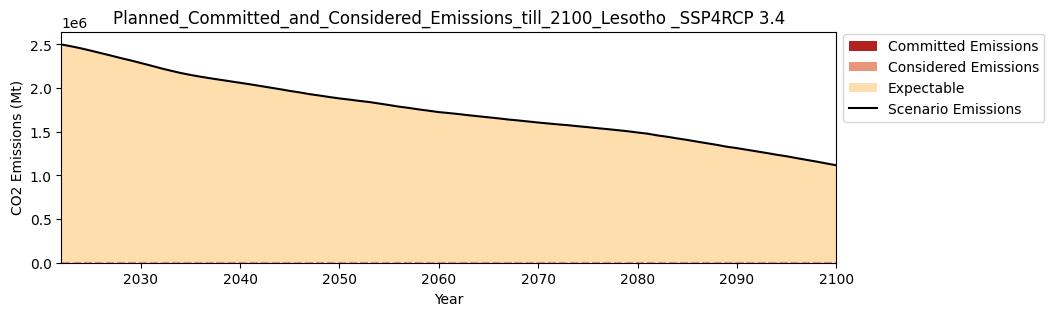 Planned_Committed_and_Considered_Emissions_till_2100_Lesotho _SSP4RCP 3.4
1e6
2.5
2.0
1.5
1.0
0.5
0.0
CO2 Emissions (Mt)
2030 2040 2050 2060 2070 2080 2090 2100
Year
Committed Emissions
Considered Emissions
Expectable
Scenario Emissions